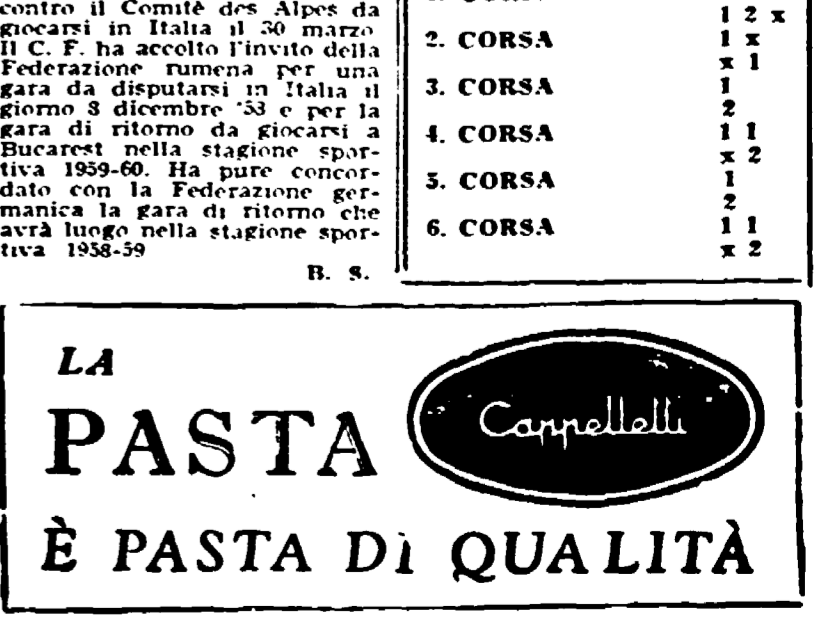 contro il Comitè des Alpes da
giocarsi in Italia il 30 marzo
Il C. F. ha accolto l'invito della
Federazione rumena per una
gara da disputarsi in Italia il
giorno 8 dicembre '58 e per la
gara di ritorno da giocarsi a
Bucarest nella stagione spor-
tiva 1959-60. Ha pure concor-
dato con la Federazione ger-
manica la gara di ritorno che
avrà luogo nella stagione spor-
tiva 1958-59
B. S.
1 2 x
2. CORSA 1 x
x 1
3. CORSA 1
2
4. CORSA 1 1
x 2
5. CORSA 1
2
6. CORSA 1 1
x 2
LA
PASTA Cappelletti
È PASTA Di QUALITÀ